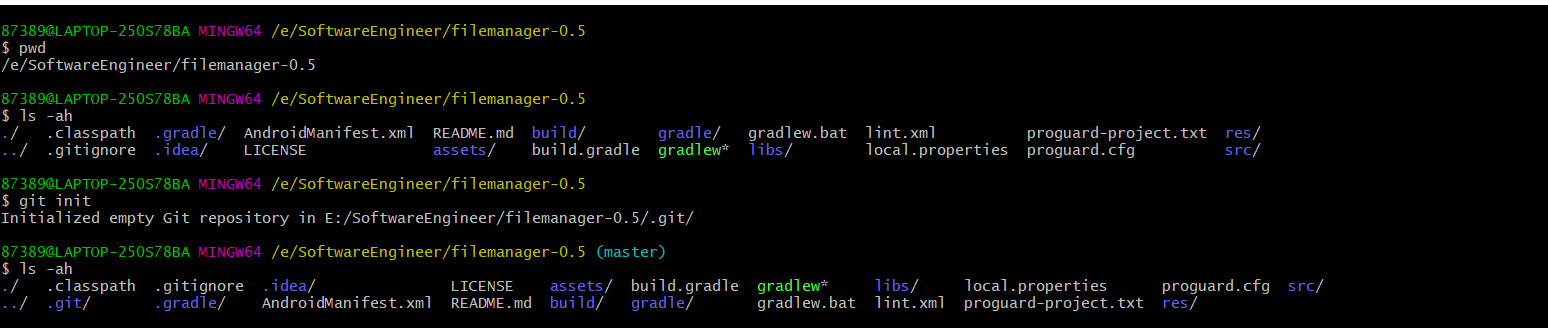 87389@LAPTOP-250S78BA MINGW64 /e/SoftwareEngineer/filemanager-0.5
$ pwd
/e/SoftwareEngineer/filemanager-0.5
87389@LAPTOP-250S78BA MINGW64 /e/SoftwareEngineer/filemanager-0.5
$ ls -ah
./ .classpath .gradle/ AndroidManifest.xml README.md build/ gradle/ gradlew.bat lint.xml proguard-project.txt res/
../ .gitignore .idea/ LICENSE assets/ build.gradle gradlew* libs/ local.properties proguard.cfg src/
87389@LAPTOP-250S78BA MINGW64 /e/SoftwareEngineer/filemanager-0.5
$ git init
Initialized empty Git repository in E:/SoftwareEngineer/filemanager-0.5/.git/
87389@LAPTOP-250S78BA MINGW64 /e/SoftwareEngineer/filemanager-0.5 (master)
$ ls -ah
./ .classpath .gitignore .idea/ LICENSE assets/ build.gradle gradlew* libs/ local.properties proguard.cfg src/
../ .git/ .gradle/ AndroidManifest.xml README.md build/ gradle/ gradlew.bat lint.xml proguard-project.txt res/